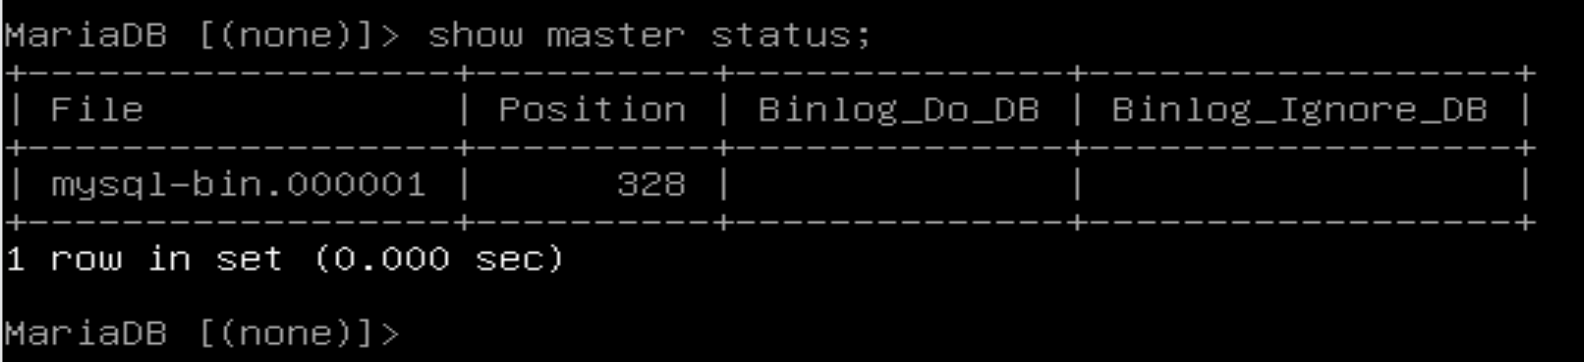 MariaDB [(none)]> show master status;
+------------------+----------+--------------+------------------+
| File             | Position | Binlog_Do_DB | Binlog_Ignore_DB |
+------------------+----------+--------------+------------------+
| mysql-bin.000001 |      328 |              |                  |
+------------------+----------+--------------+------------------+
1 row in set (0.000 sec)
MariaDB [(none)]>